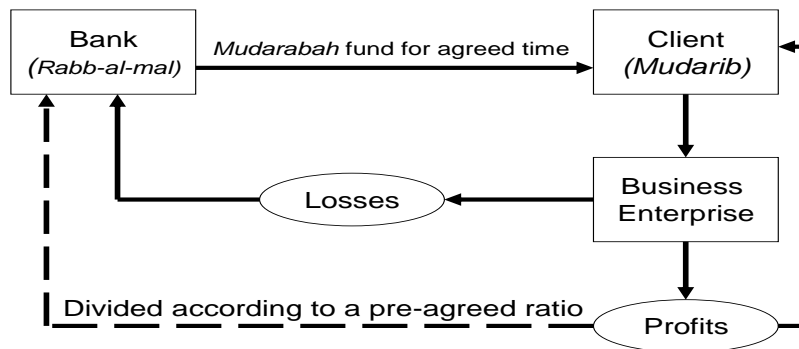 Bank
(Rabb-al-mal)
Mudarabah fund for agreed time
Client
(Mudarib)
Losses
Business
Enterprise
Divided according to a pre-agreed ratio
Profits